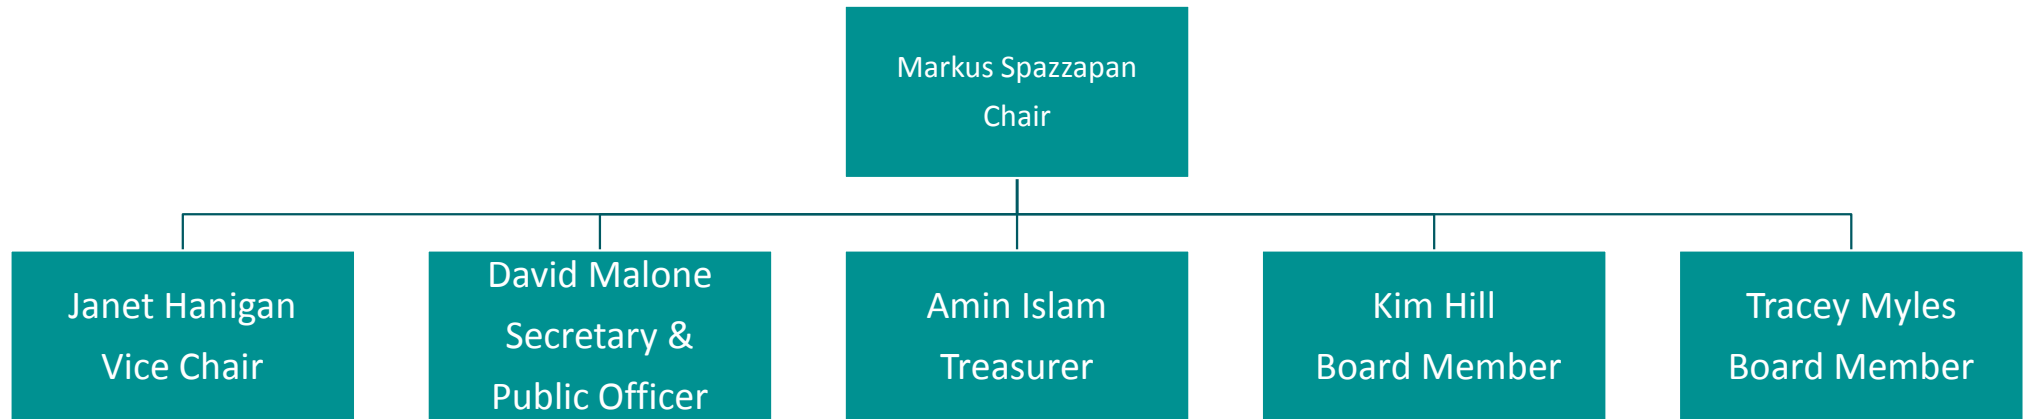 Markus Spazzapan
Chair
Janet Hanigan
Vice Chair
David Malone
Secretary &
Public Officer
Amin Islam
Treasurer
Kim Hill
Board Member
Tracey Myles
Board Member